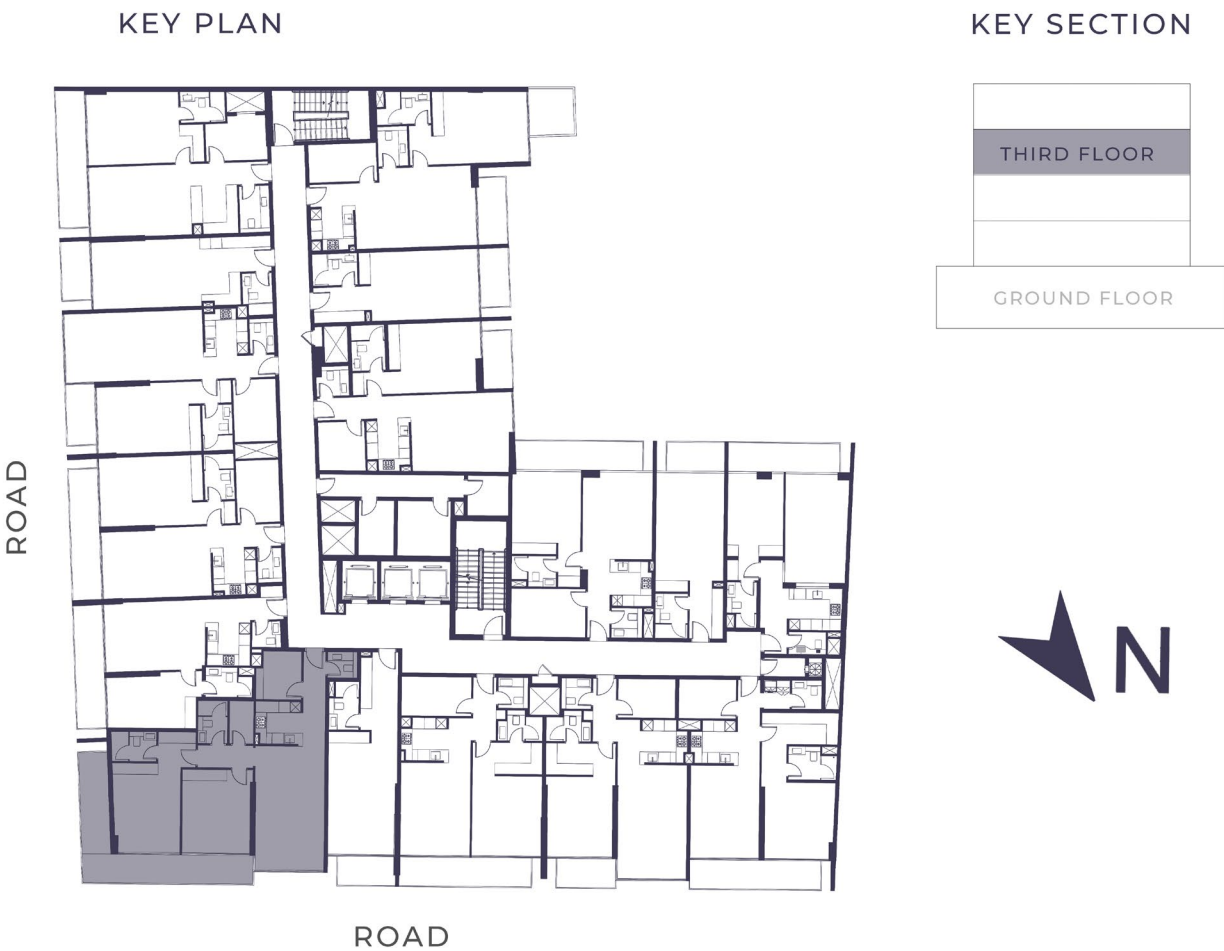 KEY PLAN
KEY SECTION
THIRD FLOOR
GROUND FLOOR
ROAD
N
ROAD